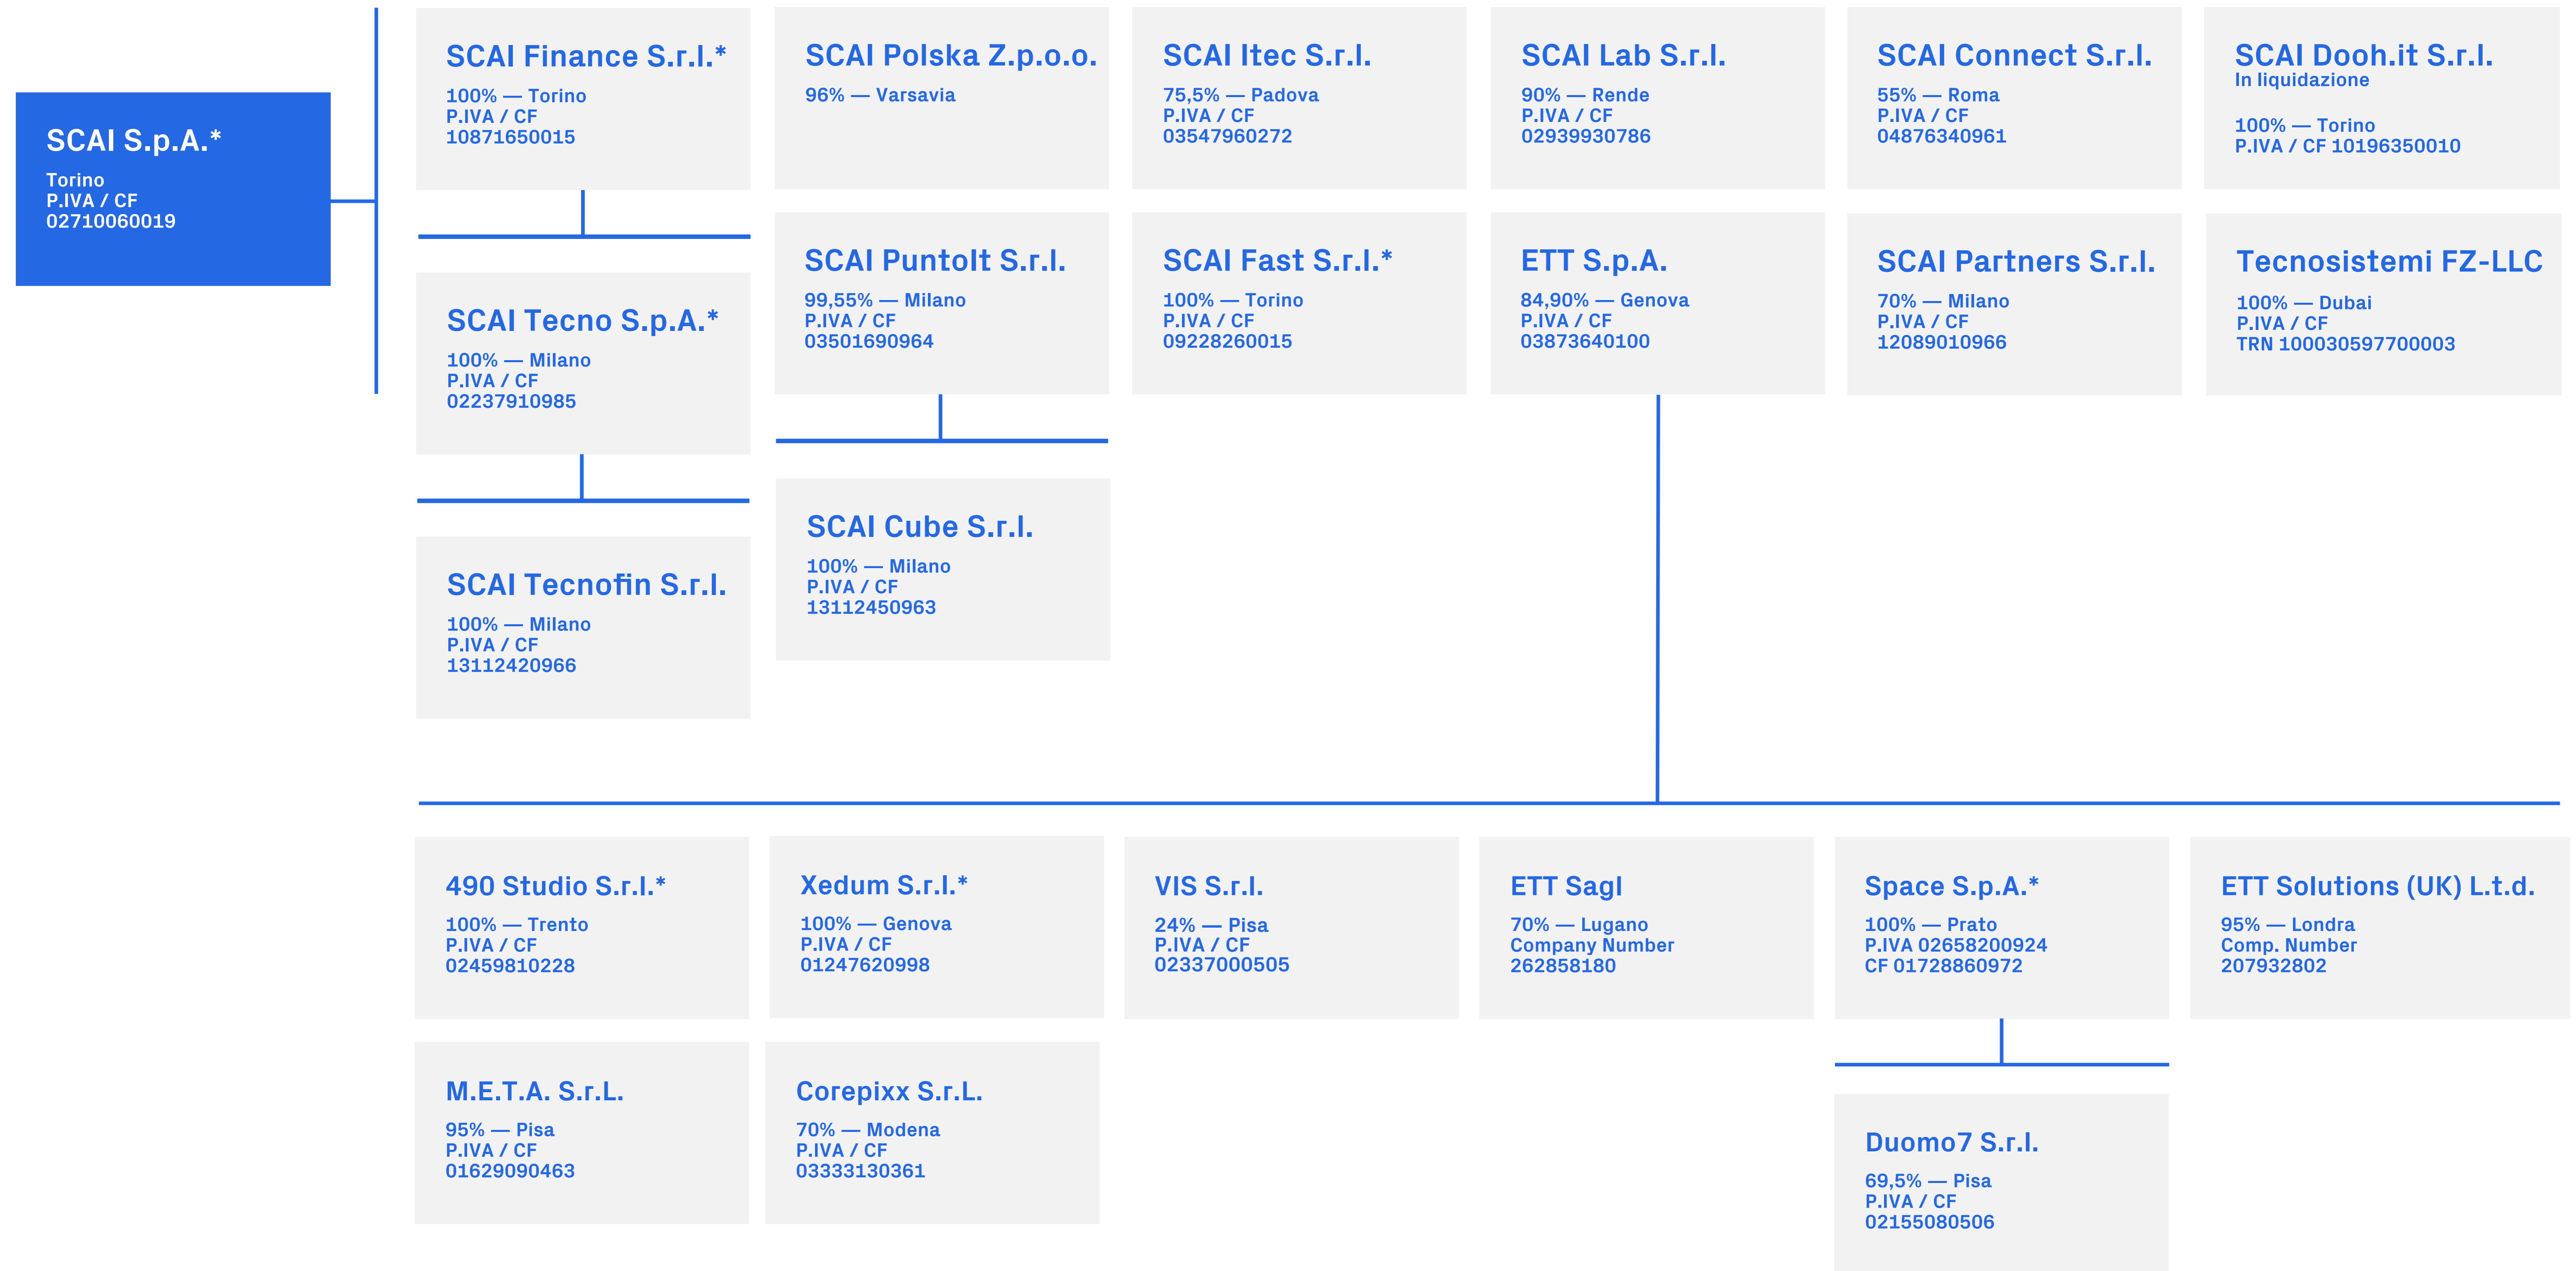 SCAI S.p.A.*
Torino
P.IVA / CF
02710060019
SCAI Finance S.r.l.*
100% — Torino
P.IVA / CF
10871650015
SCAI Polska Z.p.o.o.
96% — Varsavia
SCAI Itec S.r.l.
75,5% — Padova
P.IVA / CF
03547960272
SCAI Lab S.r.l.
90% — Rende
P.IVA / CF
02939930786
SCAI Connect S.r.l.
55% — Roma
P.IVA / CF
04876340961
SCAI Dooh.it S.r.l.
In liquidazione
100% — Torino
P.IVA / CF 10196350010
SCAI Tecno S.p.A.*
100% — Milano
P.IVA / CF
02237910985
SCAI PuntoIt S.r.l.
99,55% — Milano
P.IVA / CF
03501690964
SCAI Fast S.r.l.*
100% — Torino
P.IVA / CF
09228260015
ETT S.p.A.
84,90% — Genova
P.IVA / CF
03873640100
SCAI Partners S.r.l.
70% — Milano
P.IVA / CF
12089010966
Tecnosistemi FZ-LLC
100% — Dubai
P.IVA / CF
TRN 100030597700003
SCAI Tecnofin S.r.l.
100% — Milano
P.IVA / CF
13112420966
SCAI Cube S.r.l.
100% — Milano
P.IVA / CF
13112450963
490 Studio S.r.l.*
100% — Trento
P.IVA / CF
02459810228
Xedum S.r.l.*
100% — Genova
P.IVA / CF
01247620998
VIS S.r.l.
24% — Pisa
P.IVA / CF
02337000505
ETT Sagl
70% — Lugano
Company Number
262858180
Space S.p.A.*
100% — Prato
P.IVA 02658200924
CF 01728860972
ETT Solutions (UK) L.t.d.
95% — Londra
Comp. Number
207932802
M.E.T.A. S.r.L.
95% — Pisa
P.IVA / CF
01629090463
Corepixx S.r.L.
70% — Modena
P.IVA / CF
03333130361
Duomo7 S.r.l.
69,5% — Pisa
P.IVA / CF
02155080506